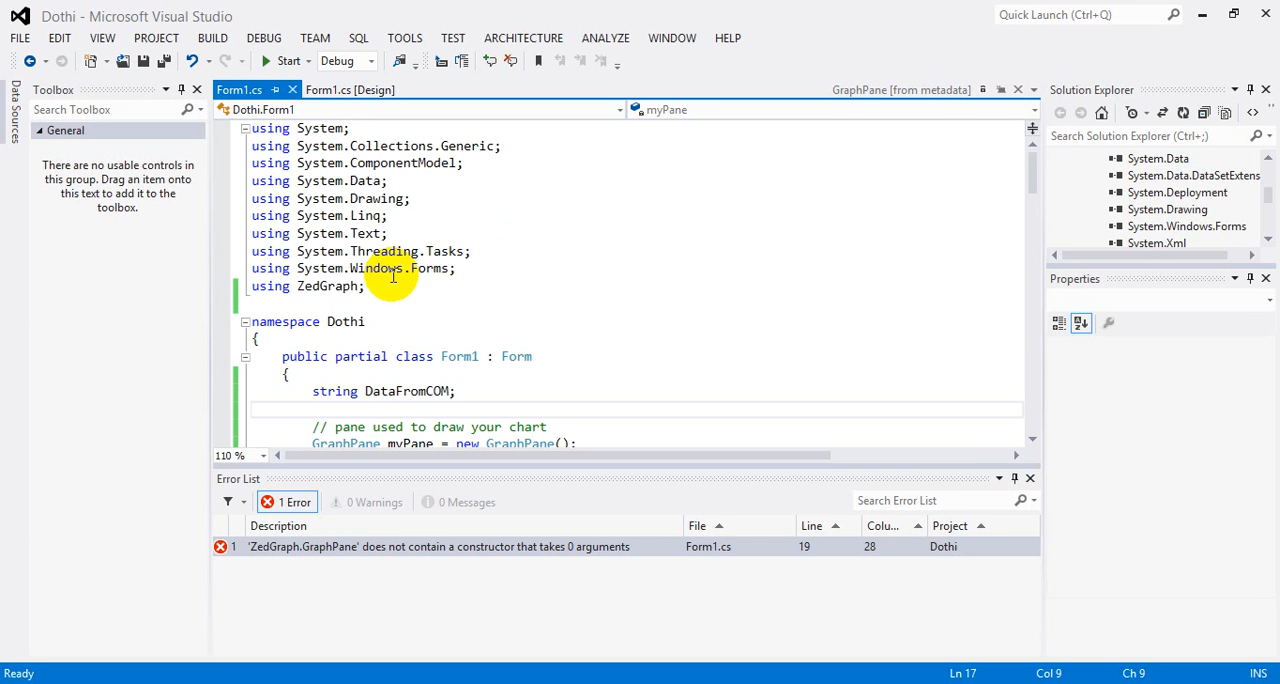 Dothi - Microsoft Visual Studio
Quick Launch (Ctrl+Q)
FILE EDIT VIEW PROJECT BUILD DEBUG TEAM SQL TOOLS TEST ARCHITECTURE ANALYZE WINDOW HELP
Start Debug
Data Sources
Toolbox
Search Toolbox
General
There are no usable controls in
this group. Drag an item onto
this text to add it to the
toolbox.
Form1.cs Form1.cs [Design] GraphPane [from metadata]
Dothi.Form1 myPane
using System;
using System.Collections.Generic;
using System.ComponentModel;
using System.Data;
using System.Drawing;
using System.Linq;
using System.Text;
using System.Threading.Tasks;
using System.Windows.Forms;
using ZedGraph;
namespace Dothi
{
public partial class Form1 : Form
{
string DataFromCOM;
// pane used to draw your chart
GraphPane myPane = new GraphPane();
110 %
Error List
1 Error 0 Warnings 0 Messages Search Error List
Description File Line Colu... Project
1 'ZedGraph.GraphPane' does not contain a constructor that takes 0 arguments Form1.cs 19 28 Dothi
Solution Explorer
Search Solution Explorer (Ctrl+;)
System.Data
System.Data.DataSetExtens
System.Deployment
System.Drawing
System.Windows.Forms
System.Xml
Properties
Ready Ln 17 Col 9 Ch 9 INS